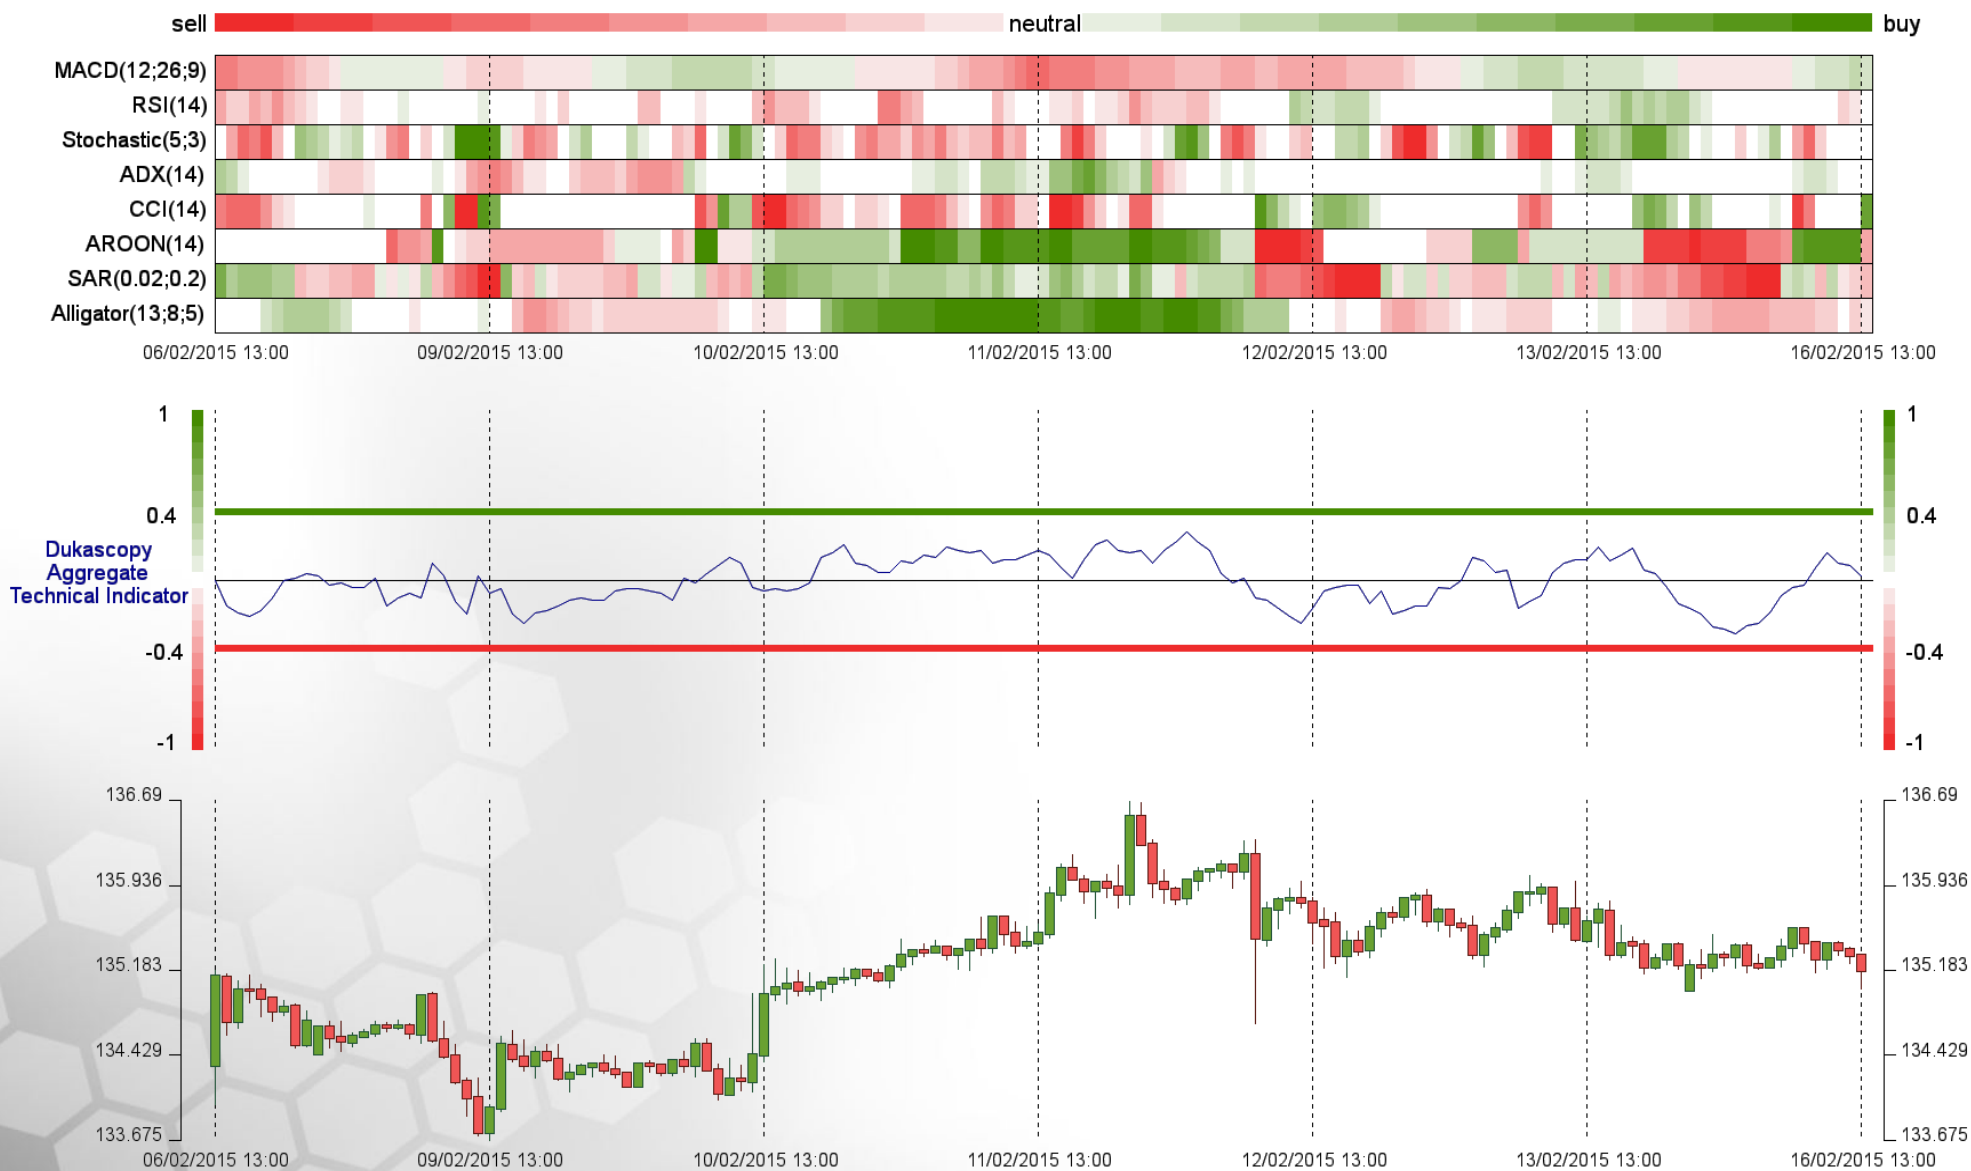 sell neutral buy
MACD(12;26;9)
RSI(14)
Stochastic(5;3)
ADX(14)
CCI(14)
AROON(14)
SAR(0.02;0.2)
Alligator(13;8;5)
06/02/2015 13:00 09/02/2015 13:00 10/02/2015 13:00 11/02/2015 13:00 12/02/2015 13:00 13/02/2015 13:00 16/02/2015 13:00
1 1
0.4 0.4
Dukascopy
Aggregate
Technical Indicator
-0.4 -0.4
-1 -1
136.69 136.69
135.936 135.936
135.183 135.183
134.429 134.429
133.675 133.675
06/02/2015 13:00 09/02/2015 13:00 10/02/2015 13:00 11/02/2015 13:00 12/02/2015 13:00 13/02/2015 13:00 16/02/2015 13:00